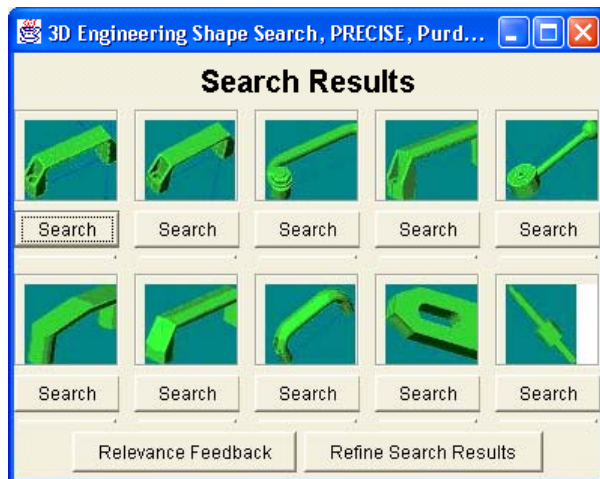 3D Engineering Shape Search, PRECISE, Purd...
Search Results
Search Search Search Search Search
Search Search Search Search Search
Relevance Feedback Refine Search Results